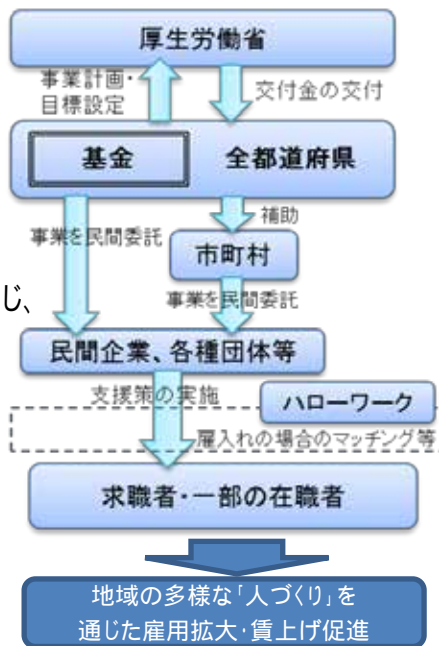 厚生労働省
事業計画・
目標設定
交付金の交付
基金
全都道府県
補助
事業を民間委託
市町村
じ、
事業を民間委託
民間企業、各種団体等
支援策の実施
ハローワーク
雇入れの場合のマッチング等
求職者・一部の在職者
地域の多様な「人づくり」を
通じた雇用拡大・賃上げ促進